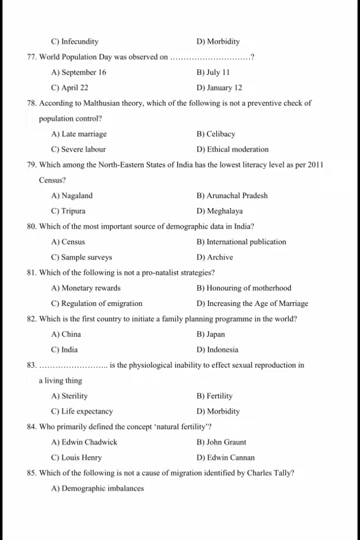 C) Infecundity D) Morbidity
77. World Population Day was observed on ………………………?
A) September 16 B) July 11
C) April 22 D) January 12
78. According to Malthusian theory, which of the following is not a preventive check of
population control?
A) Late marriage B) Celibacy
C) Severe labour D) Ethical moderation
79. Which among the North-Eastern States of India has the lowest literacy level as per 2011
Census?
A) Nagaland B) Arunachal Pradesh
C) Tripura D) Meghalaya
80. Which of the most important source of demographic data in India?
A) Census B) International publication
C) Sample surveys D) Archive
81. Which of the following is not a pro-natalist strategies?
A) Monetary rewards B) Honouring of motherhood
C) Regulation of emigration D) Increasing the Age of Marriage
82. Which is the first country to initiate a family planning programme in the world?
A) China B) Japan
C) India D) Indonesia
83. …………………….. is the physiological inability to effect sexual reproduction in
a living thing
A) Sterility B) Fertility
C) Life expectancy D) Morbidity
84. Who primarily defined the concept ‘natural fertility’?
A) Edwin Chadwick B) John Graunt
C) Louis Henry D) Edwin Cannan
85. Which of the following is not a cause of migration identified by Charles Tally?
A) Demographic imbalances